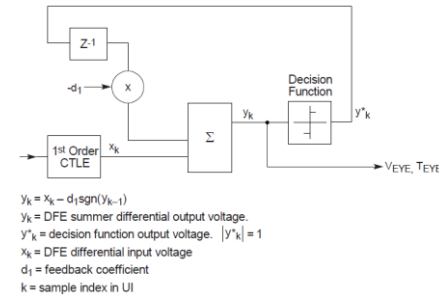 Z-1
-d₁
X
Decision
Function
yₖ
y*ₖ
Σ
1st Order
CTLE
xₖ
VEYE, TEYE
yₖ = xₖ – d₁sgn(yₖ₋₁)
yₖ = DFE summer differential output voltage.
y*ₖ = decision function output voltage. |y*ₖ| = 1
xₖ = DFE differential input voltage
d₁ = feedback coefficient
k = sample index in UI